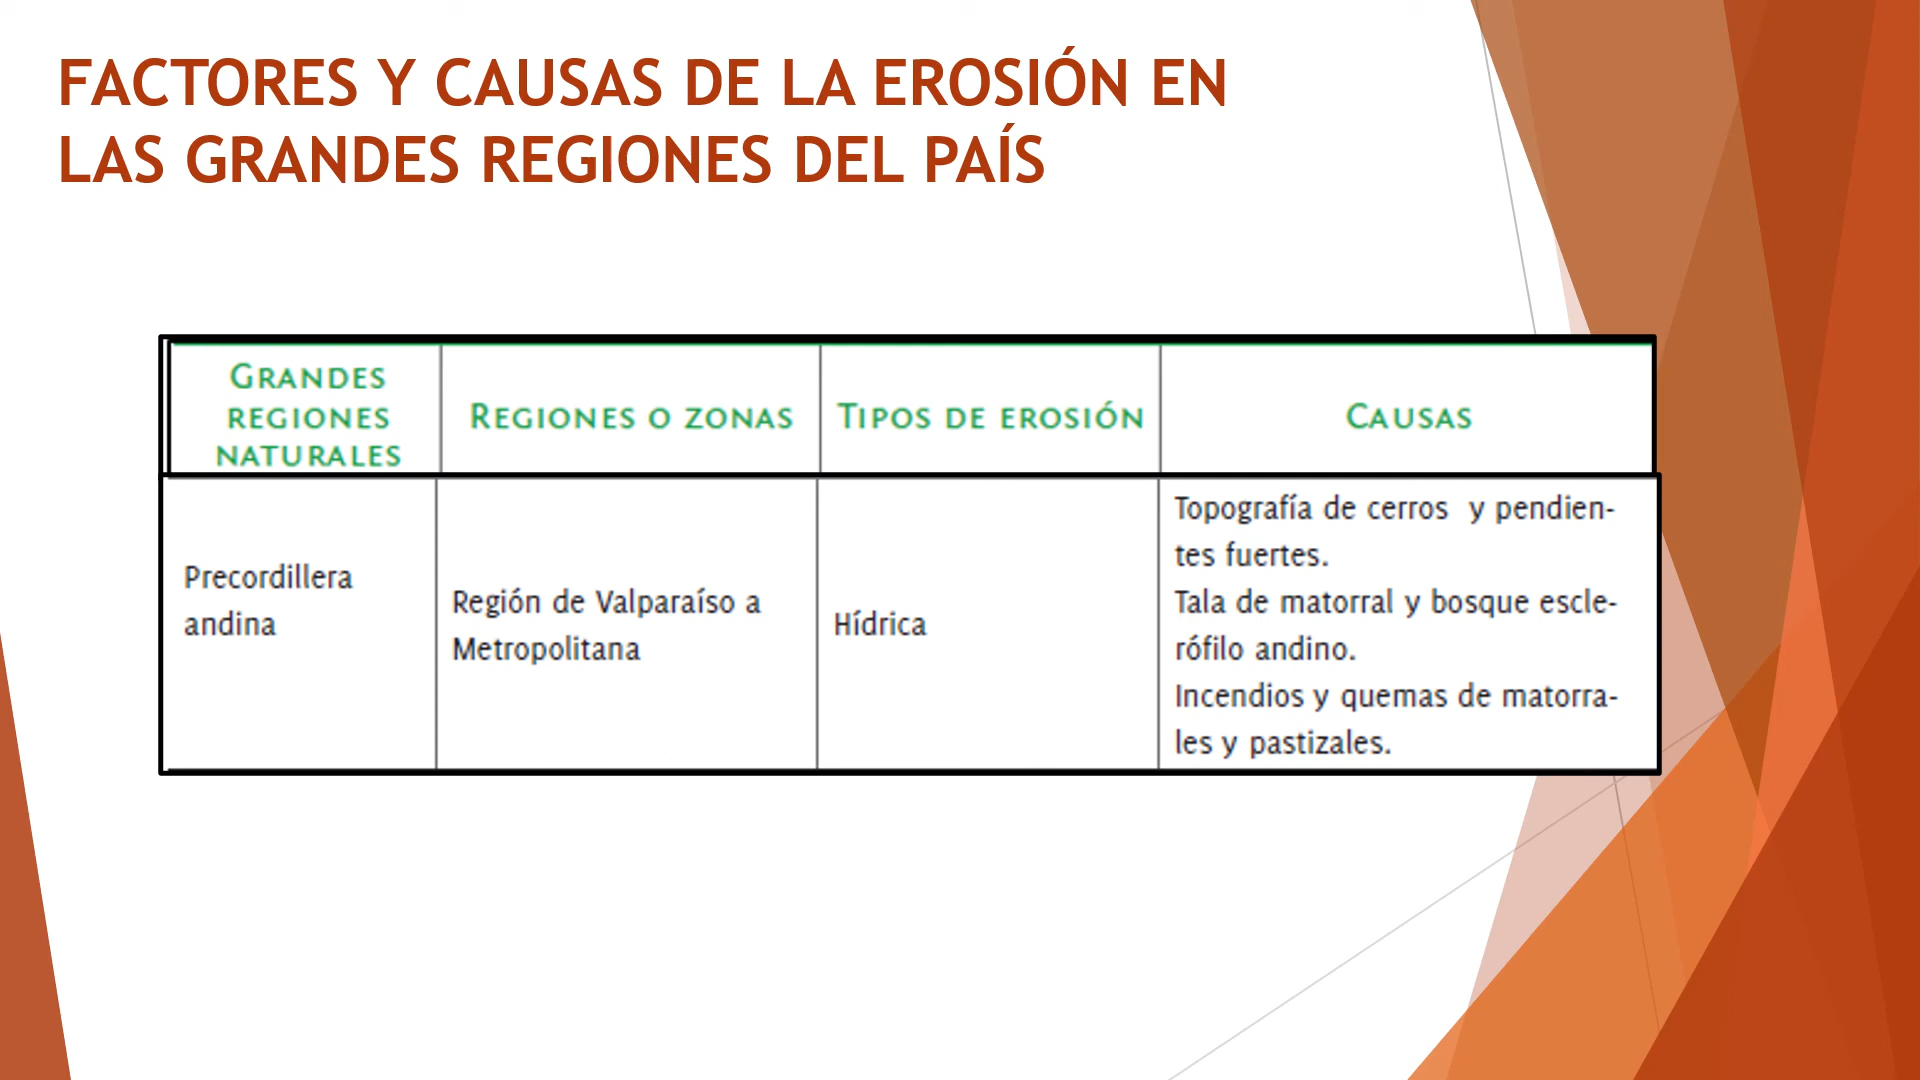 FACTORES Y CAUSAS DE LA EROSIÓN EN
LAS GRANDES REGIONES DEL PAÍS
GRANDES
REGIONES
NATURALES
REGIONES O ZONAS
TIPOS DE EROSIÓN
CAUSAS
Precordillera
andina
Región de Valparaíso a
Metropolitana
Hídrica
Topografía de cerros y pendien-
tes fuertes.
Tala de matorral y bosque escle-
rófilo andino.
Incendios y quemas de matorra-
les y pastizales.